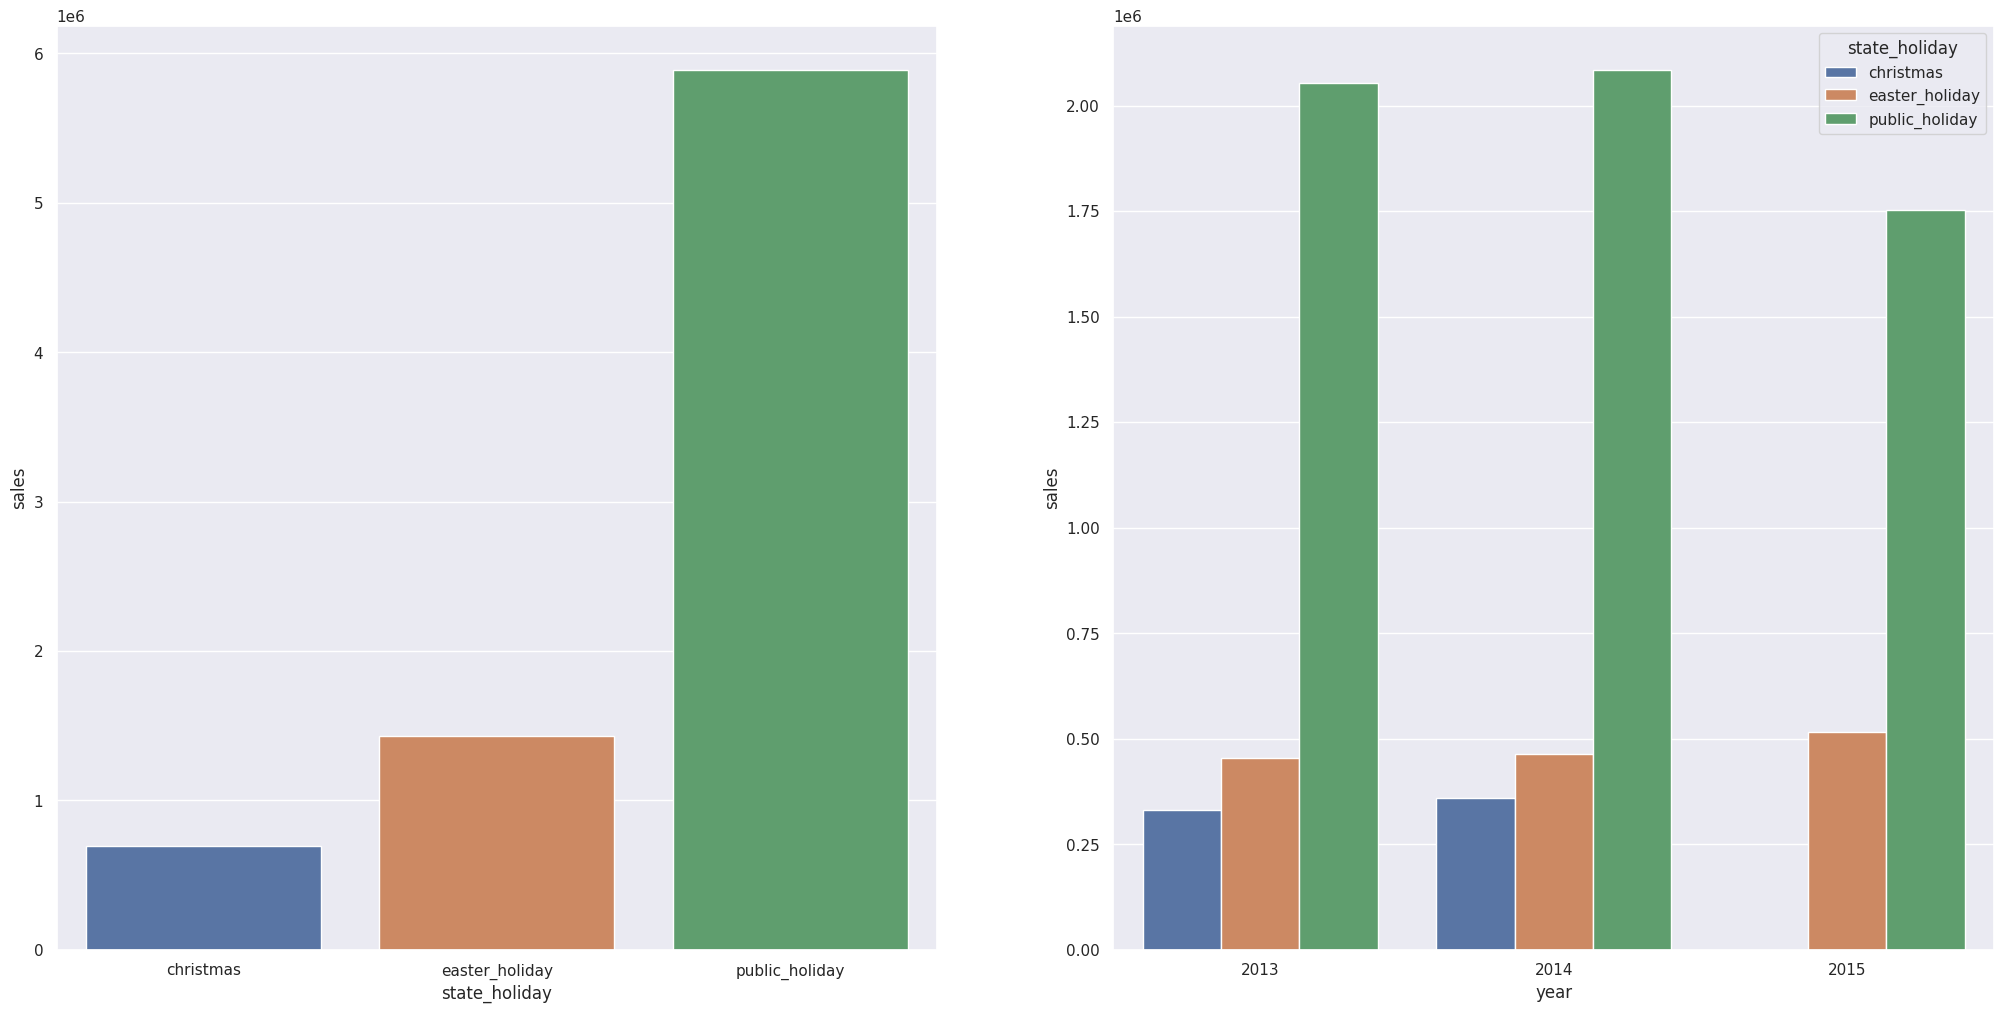 1e6
6
5
4
3
2
1
0
sales
christmas
easter_holiday
public_holiday
state_holiday
1e6
2.00
1.75
1.50
1.25
1.00
0.75
0.50
0.25
0.00
sales
state_holiday
christmas
easter_holiday
public_holiday
2013
2014
2015
year